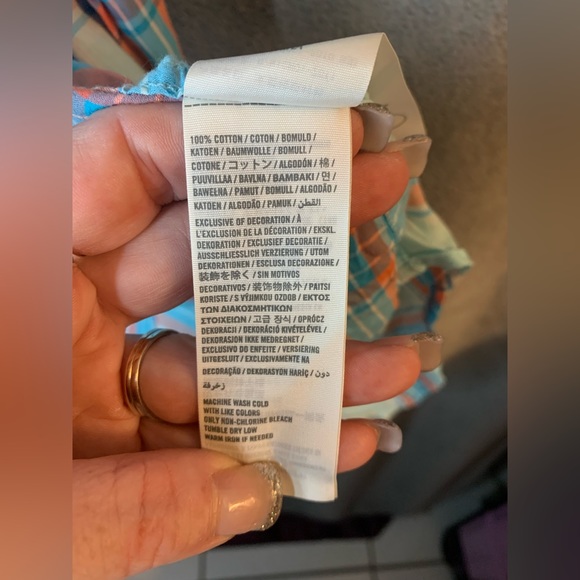 100% COTTON / COTON / BOMULD /
KATOEN / BAUMWOLLE / BOMULL /
COTONE / コットン / ALGODÓN / 棉 /
PUUVILLAA / BAVLNA / ΒΑΜΒΑΚΙ / 면 /
BAWEŁNA / PAMUT / BOMULL / ALGODÃO /
KATOEN / ALGODÃO / PAMUK / القطن
EXCLUSIVE OF DECORATION / À
L'EXCLUSION DE LA DÉCORATION / EKSKL.
DEKORATION / EXCLUSIEF DECORATIE /
AUSSCHLIESSLICH VERZIERUNG / UTOM
DEKORATIONEN / ESCLUSA DECORAZIONE /
装飾を除く / SIN MOTIVOS
DECORATIVOS / 装饰物除外 / PAITSI
KORISTE / S VÝJIMKOU OZDOB / ΕΚΤΟΣ
ΤΩΝ ΔΙΑΚΟΣΜΗΤΙΚΩΝ
ΣΤΟΙΧΕΙΩΝ / 고급 장식 / OPRÓCZ
DEKORACJI / DEKORÁCIÓ KIVÉTELÉVEL /
DEKORASJON IKKE MEDREGNET /
EXCLUSIVO DO ENFEITE / VERSIERING
UITGESLUIT / EXCLUSIVAMENTE NA
DECORAÇÃO / DEKORASYON HARIÇ / دون
زخرفة
MACHINE WASH COLD
WITH LIKE COLORS
ONLY NON-CHLORINE BLEACH
TUMBLE DRY LOW
WARM IRON IF NEEDED